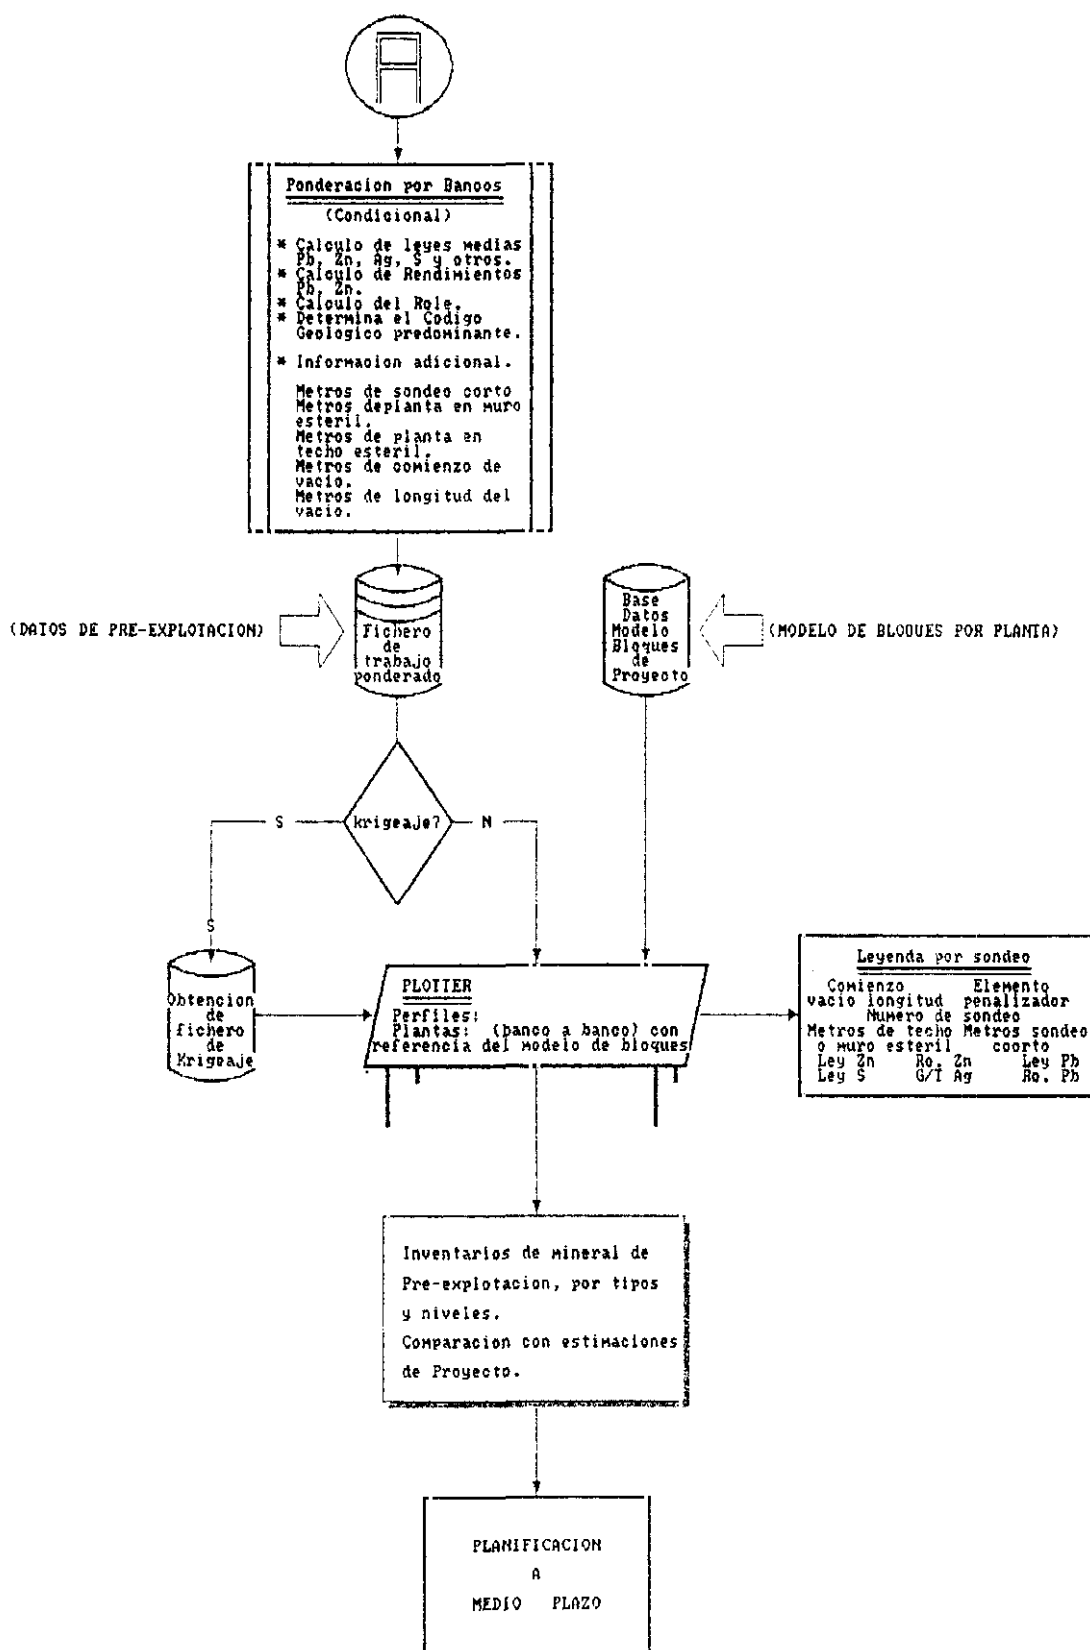 A
Ponderacion por Bancos
(Condicional)
* Calculo de leyes medias
Pb, Zn, Ag, S y otros.
* Calculo de Rendimientos
Pb, Zn.
* Calculo del Role.
* Determina el Codigo
Geologico predominante.
* Informacion adicional.
Metros de sondeo corto
Metros deplanta en muro
esteril.
Metros de planta en
techo esteril.
Metros de comienzo de
vacio.
Metros de longitud del
vacio.
(DATOS DE PRE-EXPLOTACION)
Fichero
de
trabajo
ponderado
Base
Datos
Modelo
Bloques
de
Proyecto
(MODELO DE BLOQUES POR PLANTA)
S
krigeaje?
N
S
Obtencion
de
fichero
de
Krigeaje
PLOTTER
Perfiles:
Plantas: (banco a banco) con
referencia del modelo de bloques
Leyenda por sondeo
Comienzo Elemento
vacio longitud penalizador
Numero de sondeo
Metros de techo Metros sondeo
o muro esteril coorto
Ley Zn Ro. Zn Ley Pb
Ley S G/T Ag Ro. Pb
Inventarios de mineral de
Pre-explotacion, por tipos
y niveles.
Comparacion con estimaciones
de Proyecto.
PLANIFICACION
A
MEDIO PLAZO